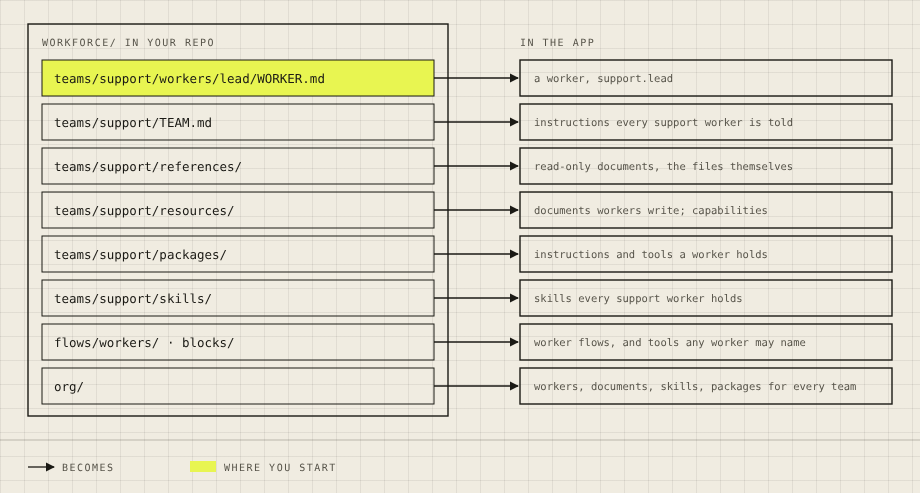 WORKFORCE/ IN YOUR REPO
IN THE APP
teams/support/workers/lead/WORKER.md
a worker, support.lead
teams/support/TEAM.md
instructions every support worker is told
teams/support/references/
read-only documents, the files themselves
teams/support/resources/
documents workers write; capabilities
teams/support/packages/
instructions and tools a worker holds
teams/support/skills/
skills every support worker holds
flows/workers/ · blocks/
worker flows, and tools any worker may name
org/
workers, documents, skills, packages for every team
BECOMES
WHERE YOU START